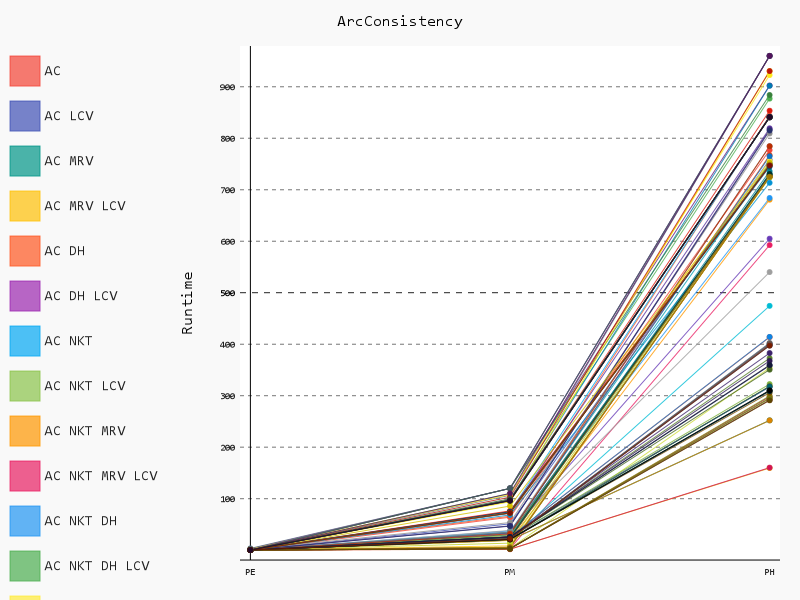 ArcConsistency
AC
AC LCV
AC MRV
AC MRV LCV
AC DH
AC DH LCV
AC NKT
AC NKT LCV
AC NKT MRV
AC NKT MRV LCV
AC NKT DH
AC NKT DH LCV
Runtime
900
800
700
600
500
400
300
200
100
PE PM PH